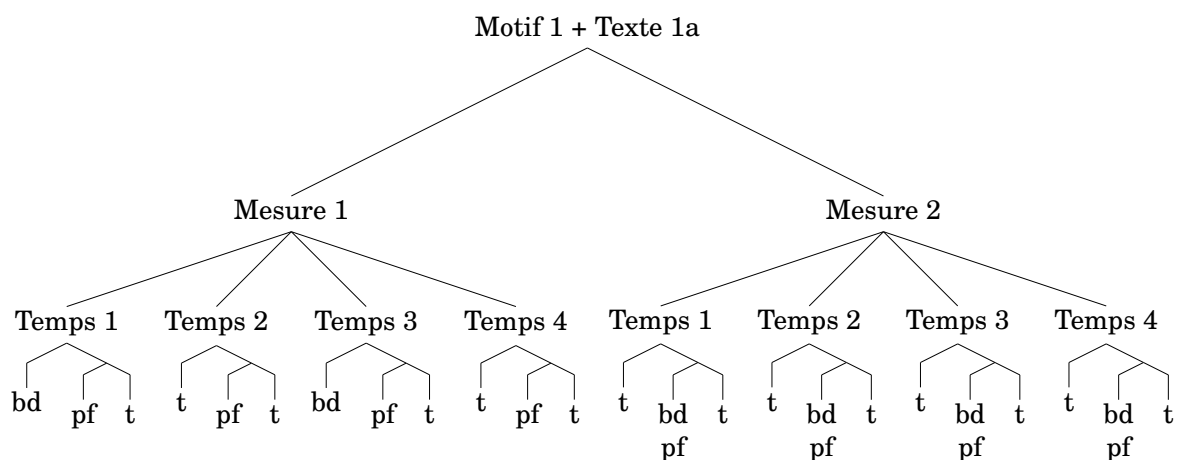 Motif 1 + Texte 1a
Mesure 1 Mesure 2
Temps 1 Temps 2 Temps 3 Temps 4 Temps 1 Temps 2 Temps 3 Temps 4
bd pf t t pf t bd pf t t pf t t bd t t bd t t bd t t bd t
pf pf pf pf